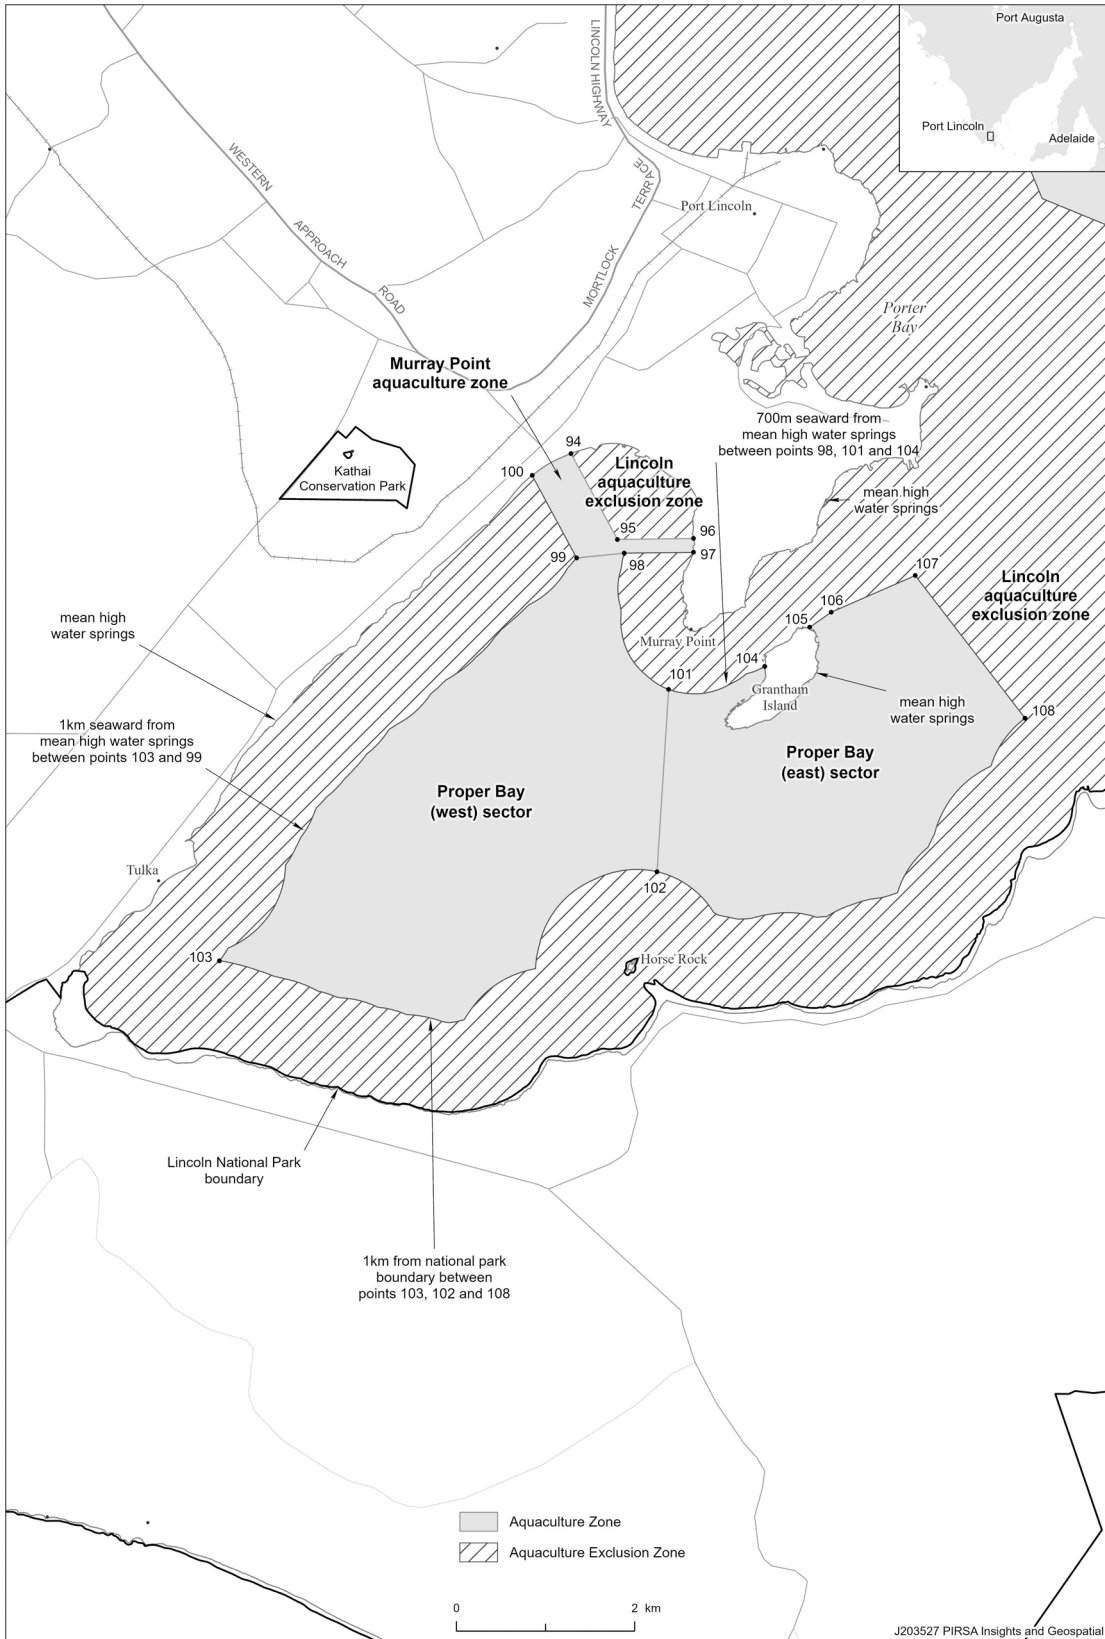 Port Augusta
Port Lincoln
Adelaide
LINCOLN HIGHWAY
WESTERN
APPROACH
ROAD
MORTLOCK
TERRACE
Port Lincoln
Porter
Bay
Murray Point
aquaculture zone
700m seaward from
mean high water springs
between points 98, 101 and 104
94
100
Lincoln
aquaculture
exclusion zone
Kathai
Conservation Park
mean high
water springs
95
96
97
98
99
107
106
105
Lincoln
aquaculture
exclusion zone
mean high
water springs
Murray Point
104
101
Grantham
Island
mean high
water springs
108
1km seaward from
mean high water springs
between points 103 and 99
Proper Bay
(east) sector
Proper Bay
(west) sector
Tulka
102
103
Horse Rock
Lincoln National Park
boundary
1km from national park
boundary between
points 103, 102 and 108
Aquaculture Zone
Aquaculture Exclusion Zone
0
2 km
J203527 PIRSA Insights and Geospatial